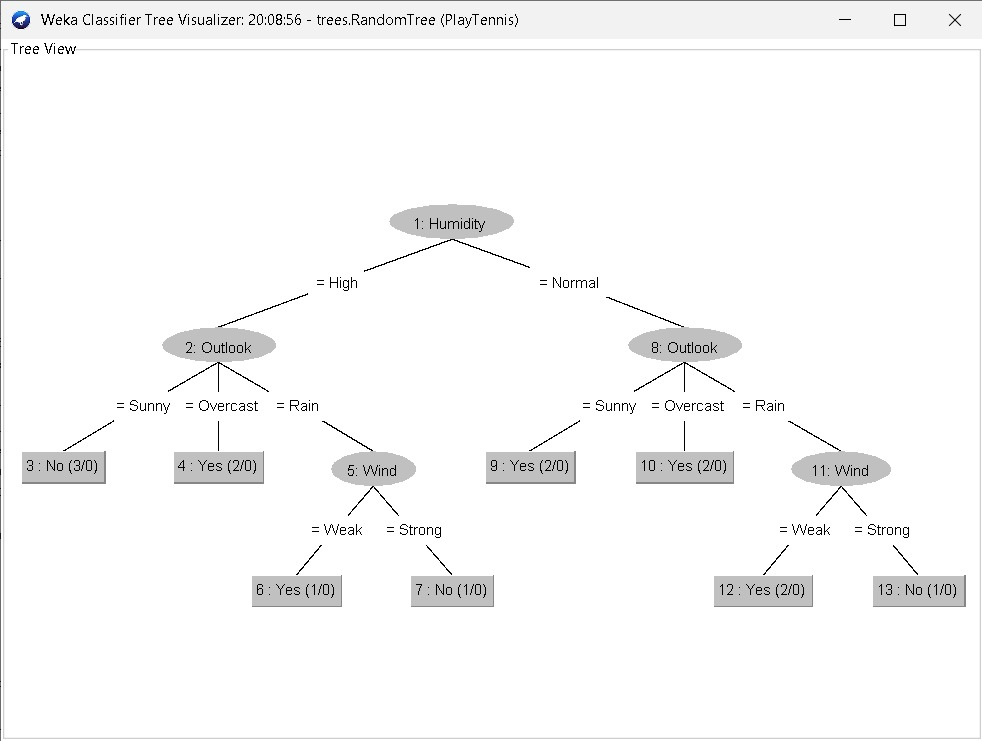 Weka Classifier Tree Visualizer: 20:08:56 - trees.RandomTree (PlayTennis)
Tree View
1: Humidity
= High
= Normal
2: Outlook
8: Outlook
= Sunny
= Overcast
= Rain
= Sunny
= Overcast
= Rain
3 : No (3/0)
4 : Yes (2/0)
5: Wind
9 : Yes (2/0)
10 : Yes (2/0)
11: Wind
= Weak
= Strong
= Weak
= Strong
6 : Yes (1/0)
7 : No (1/0)
12 : Yes (2/0)
13 : No (1/0)